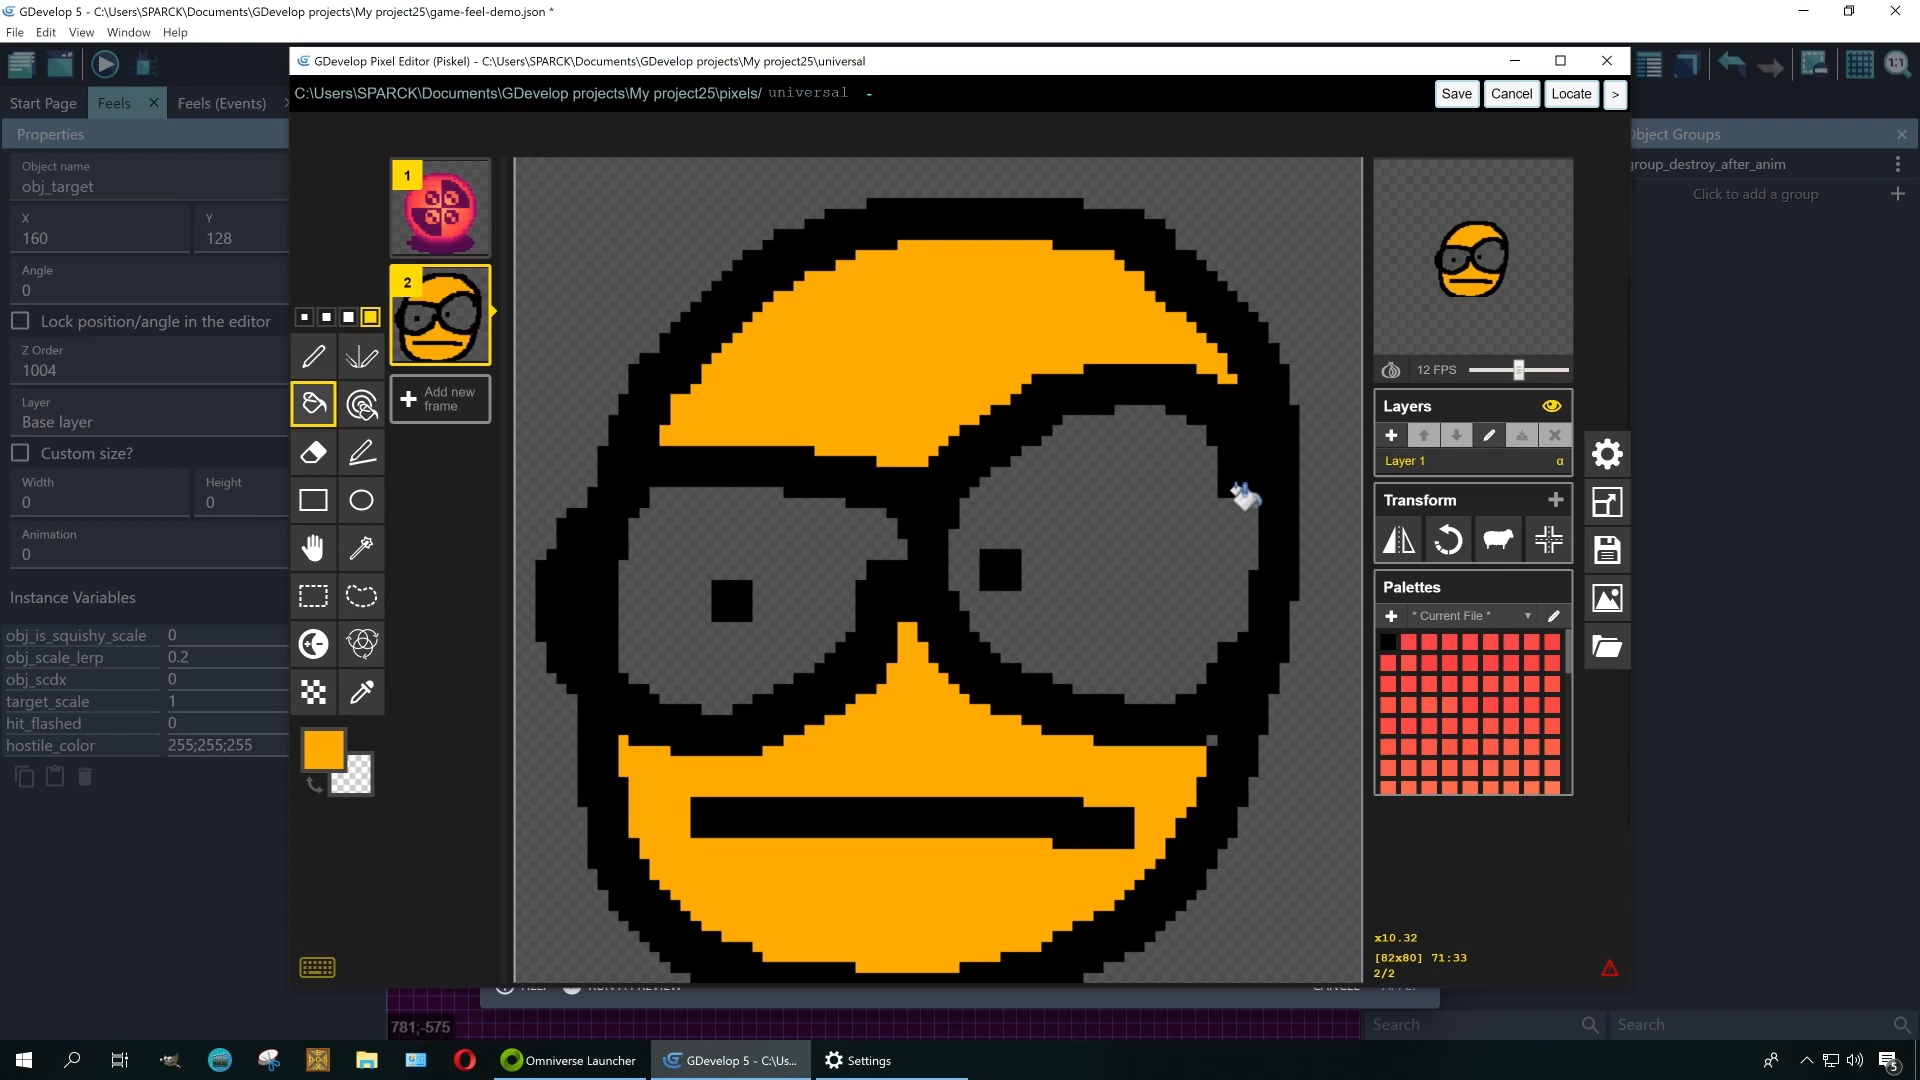 GDevelop 5 - C:\Users\SPARCK\Documents\GDevelop projects\My project25\game-feel-demo.json *
File Edit View Window Help
GDevelop Pixel Editor (Piskel) - C:\Users\SPARCK\Documents\GDevelop projects\My project25\universal
C:\Users\SPARCK\Documents\GDevelop projects\My project25\pixels/ universal -
Save Cancel Locate >
Start Page Feels Feels (Events)
Properties
Object name
obj_target
X Y
160 128
Angle
0
Lock position/angle in the editor
Z Order
1004
Layer
Base layer
Custom size?
Width Height
0 0
Animation
0
Instance Variables
obj_is_squishy_scale 0
obj_scale_lerp 0.2
obj_scdx 0
target_scale 1
hit_flashed 0
hostile_color 255;255;255
1
2
Add new
frame
12 FPS
Layers
Layer 1 α
Transform
Palettes
* Current File *
x10.32
[82x80] 71:33
2/2
Object Groups
group_destroy_after_anim
Click to add a group
1:1
781;-575
Search
Search
Omniverse Launcher
GDevelop 5 - C:\Us...
Settings
5